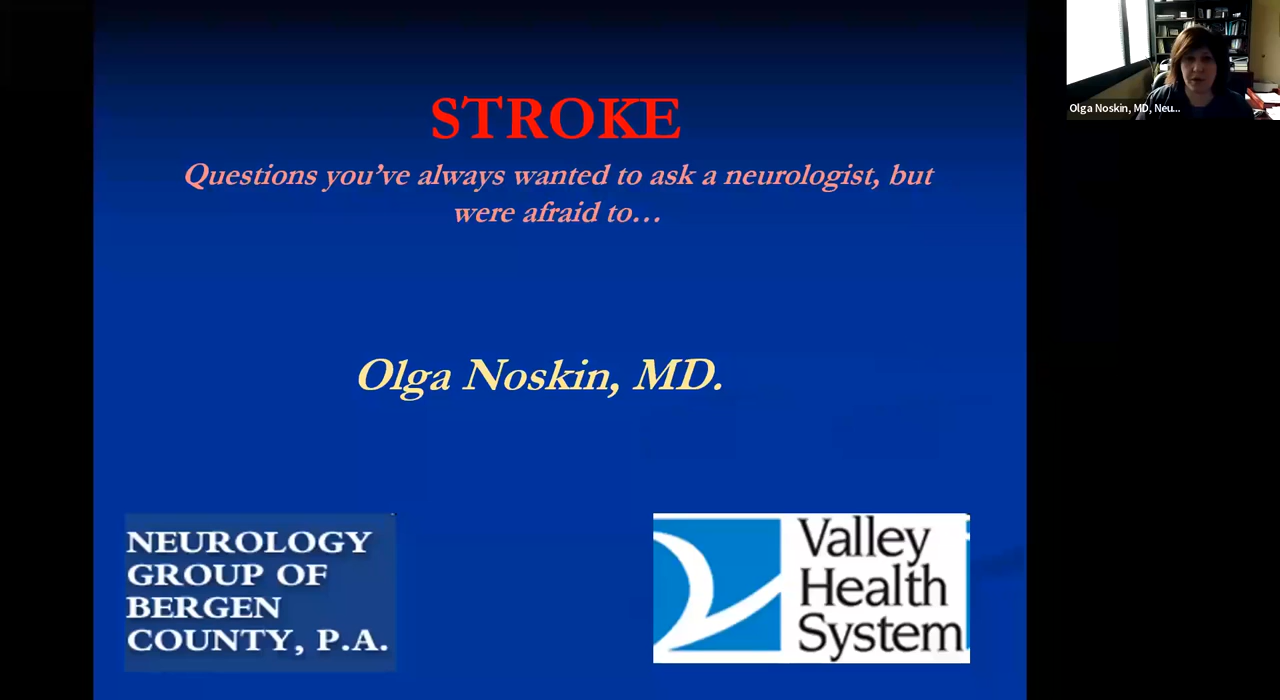 STROKE
Questions you've always wanted to ask a neurologist, but
were afraid to...
Olga Noskin, MD.
NEUROLOGY
GROUP OF
BERGEN
COUNTY, P.A.
Valley
Health
System
Olga Noskin, MD, Neu...